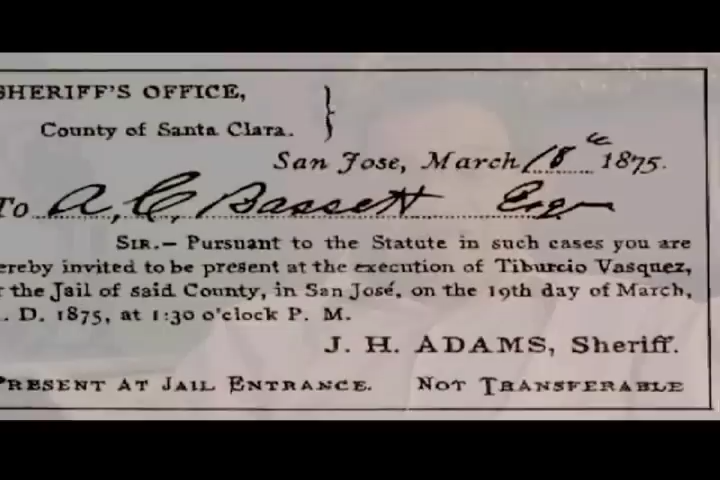 SHERIFF'S OFFICE,
County of Santa Clara.
San Jose, March 18th 1875.
To A. C. Bassett Esq
SIR.— Pursuant to the Statute in such cases you are
ereby invited to be present at the execution of Tiburcio Vasquez,
the Jail of said County, in San José, on the 19th day of March,
. D. 1875, at 1:30 o'clock P. M.
J. H. ADAMS, Sheriff.
PRESENT AT JAIL ENTRANCE. NOT TRANSFERABLE